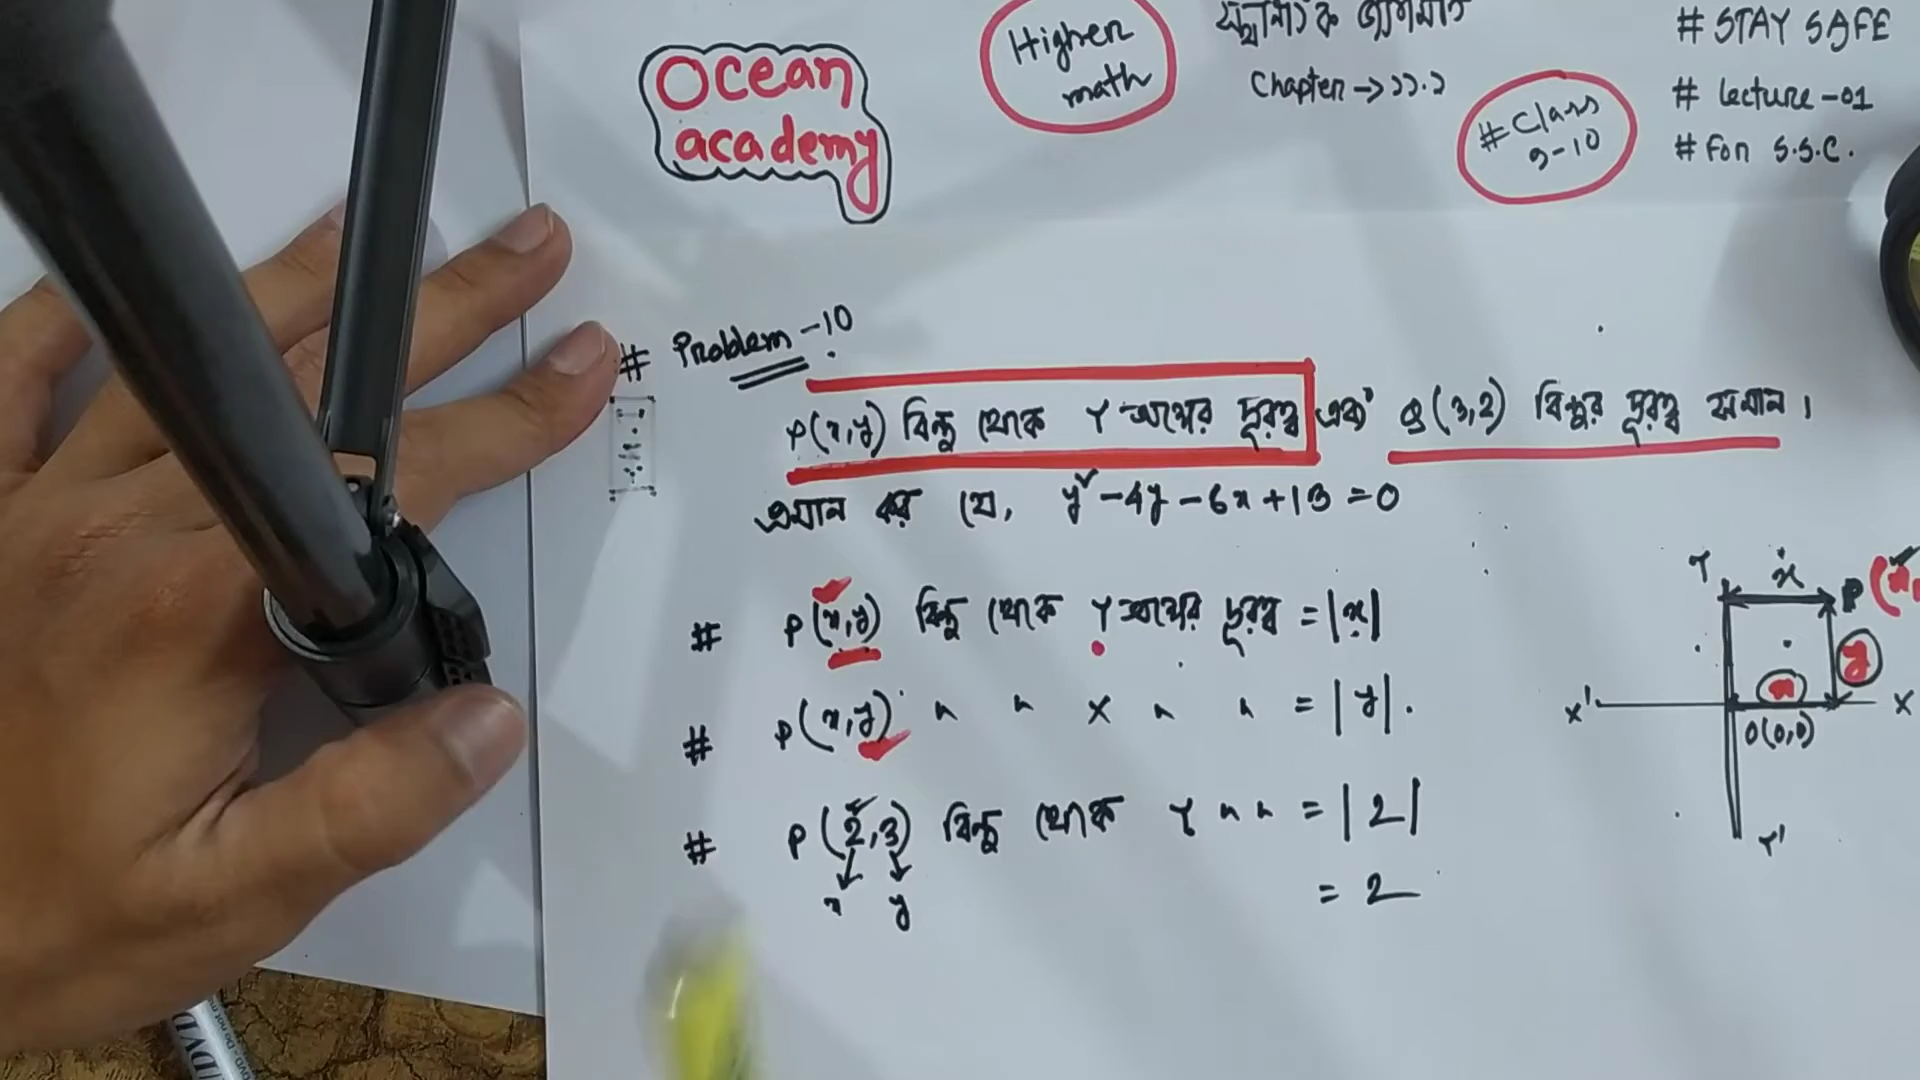 Ocean
academy
Higher
math
স্থানাঙ্ক জ্যামিতি
Chapter → ১১.১
# Class
9-10
# STAY SAFE
# Lecture -01
# For S.S.C.
# Problem -10
P(x,y) বিন্দু থেকে Y অক্ষের দূরত্ব এবং Q(3,2) বিন্দুর দূরত্ব সমান।
প্রমান কর যে, y² -4y -6x +13 =0
# P(x,y) বিন্দু থেকে Y অক্ষের দূরত্ব = |x|
# P(x,y) " " X " " = |y|.
# P(2,3) বিন্দু থেকে Y " " = |2|
x y = 2
Y x P(x,
y
x
X' O(0,0) X
Y'
DVD